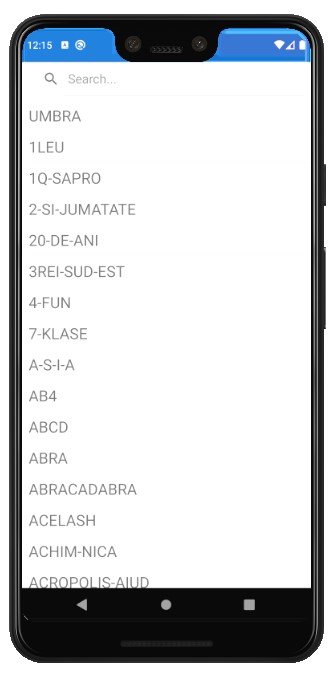 12:15
Search...
UMBRA
1LEU
1Q-SAPRO
2-SI-JUMATATE
20-DE-ANI
3REI-SUD-EST
4-FUN
7-KLASE
A-S-I-A
AB4
ABCD
ABRA
ABRACADABRA
ACELASH
ACHIM-NICA
ACROPOLIS-AIUD